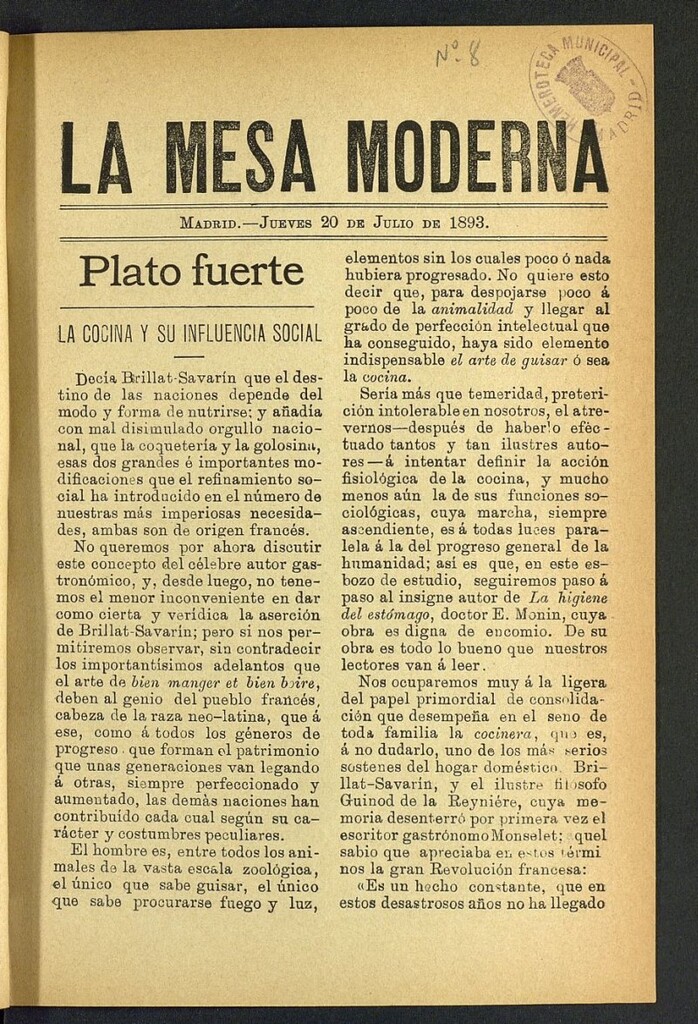 Nº 8
HEMEROTECA MUNICIPAL - MADRID
LA MESA MODERNA
MADRID.—JUEVES 20 DE JULIO DE 1893.
Plato fuerte
LA COCINA Y SU INFLUENCIA SOCIAL
Decía Brillat-Savarín que el des-
tino de las naciones depende del
modo y forma de nutrirse; y añadía
con mal disimulado orgullo nacio-
nal, que la coquetería y la golosina,
esas dos grandes é importantes mo-
dificaciones que el refinamiento so-
cial ha introducido en el número de
nuestras más imperiosas necesida-
des, ambas son de origen francés.
No queremos por ahora discutir
este concepto del célebre autor gas-
tronómico, y, desde luego, no tene-
mos el menor inconveniente en dar
como cierta y verídica la aserción
de Brillat-Savarín; pero si nos per-
mitiremos observar, sin contradecir
los importantísimos adelantos que
el arte de bien manger et bien boire,
deben al genio del pueblo francés,
cabeza de la raza neo-latina, que á
ese, como á todos los géneros de
progreso que forman el patrimonio
que unas generaciones van legando
á otras, siempre perfeccionado y
aumentado, las demás naciones han
contribuído cada cual según su ca-
rácter y costumbres peculiares.
El hombre es, entre todos los ani-
males de la vasta escala zoológica,
el único que sabe guisar, el único
que sabe procurarse fuego y luz,
elementos sin los cuales poco ó nada
hubiera progresado. No quiere esto
decir que, para despojarse poco á
poco de la animalidad y llegar al
grado de perfección intelectual que
ha conseguido, haya sido elemento
indispensable el arte de guisar ó sea
la cocina.
Sería más que temeridad, preteri-
ción intolerable en nosotros, el atre-
vernos—después de haberlo efec-
tuado tantos y tan ilustres auto-
res—á intentar definir la acción
fisiológica de la cocina, y mucho
menos aún la de sus funciones so-
ciológicas, cuya marcha, siempre
ascendiente, es á todas luces para-
lela á la del progreso general de la
humanidad; así es que, en este es-
bozo de estudio, seguiremos paso á
paso al insigne autor de La higiene
del estómago, doctor E. Monin, cuya
obra es digna de encomio. De su
obra es todo lo bueno que nuestros
lectores van á leer.
Nos ocuparemos muy á la ligera
del papel primordial de consolida-
ción que desempeña en el seno de
toda familia la cocinera, que es,
á no dudarlo, uno de los más serios
sostenes del hogar doméstico. Bri-
llat-Savarín, y el ilustre filósofo
Guinod de la Reyniére, cuya me-
moria desenterró por primera vez el
escritor gastrónomo Monselet; aquel
sabio que apreciaba en estos térmi
nos la gran Revolución francesa:
«Es un hecho constante, que en
estos desastrosos años no ha llegado